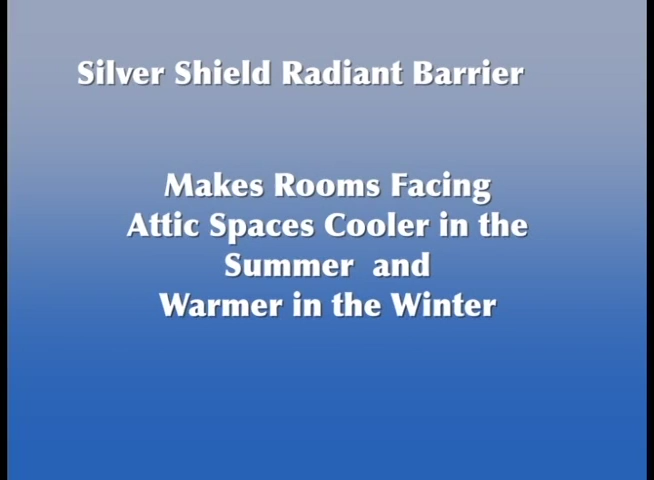 Silver Shield Radiant Barrier
Makes Rooms Facing
Attic Spaces Cooler in the
Summer and
Warmer in the Winter